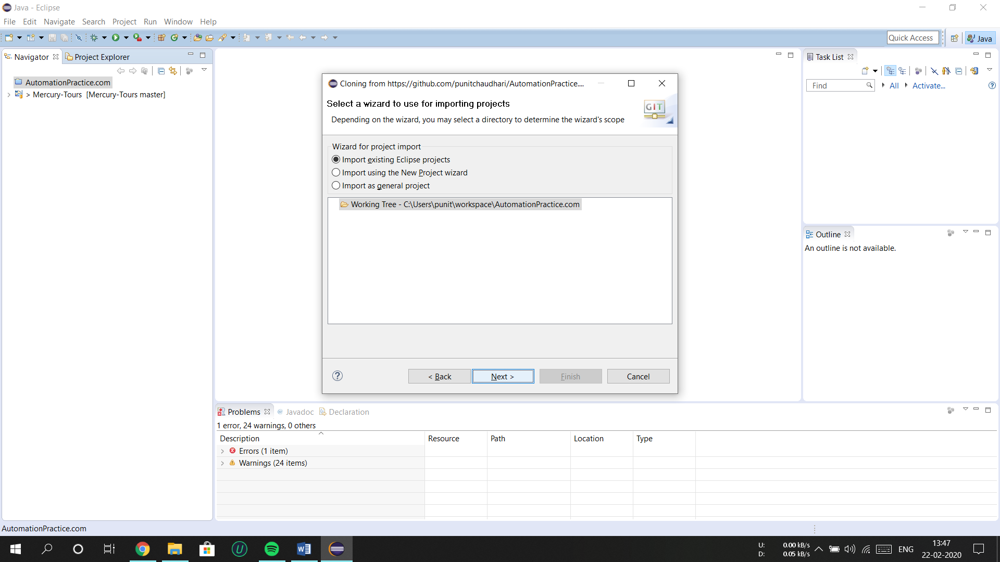 Java - Eclipse
File Edit Navigate Search Project Run Window Help
Quick Access
Java
Navigator
Project Explorer
AutomationPractice.com
> Mercury-Tours [Mercury-Tours master]
Cloning from https://github.com/punitchaudhari/AutomationPractice....
Select a wizard to use for importing projects
Depending on the wizard, you may select a directory to determine the wizard's scope
GIT
Wizard for project import
Import existing Eclipse projects
Import using the New Project wizard
Import as general project
Working Tree - C:\Users\punit\workspace\AutomationPractice.com
< Back
Next >
Finish
Cancel
Task List
Find
All
Activate...
Outline
An outline is not available.
Problems
@ Javadoc
Declaration
1 error, 24 warnings, 0 others
Description Resource Path Location Type
Errors (1 item)
Warnings (24 items)
AutomationPractice.com
U: 0.00 kB/s
D: 0.05 kB/s
ENG
13:47
22-02-2020